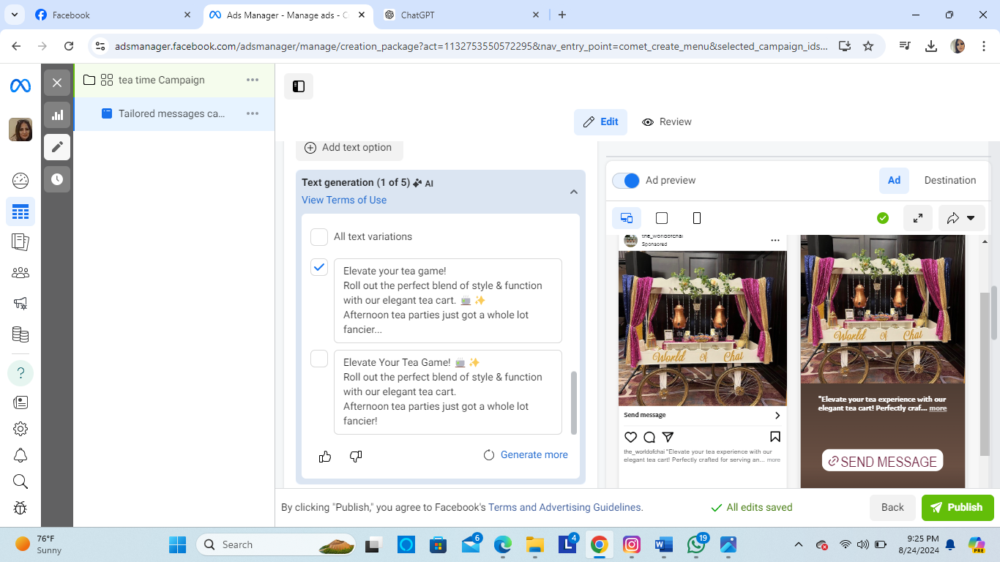 Facebook
Ads Manager - Manage ads - C
ChatGPT
adsmanager.facebook.com/adsmanager/manage/creation_package?act=1132753550572295&nav_entry_point=comet_create_menu&selected_campaign_ids...
tea time Campaign
Tailored messages ca...
Edit
Review
Add text option
Text generation (1 of 5) AI
View Terms of Use
All text variations
Elevate your tea game!
Roll out the perfect blend of style & function
with our elegant tea cart. 🍵 ✨
Afternoon tea parties just got a whole lot
fancier...
Elevate Your Tea Game! 🍵 ✨
Roll out the perfect blend of style & function
with our elegant tea cart.
Afternoon tea parties just got a whole lot
fancier!
Generate more
Ad preview
Ad
Destination
the_worldofchai
Sponsored
World of Chai
Send message
the_worldofchai "Elevate your tea experience with our
elegant tea cart! Perfectly crafted for serving an... more
World of Chai
"Elevate your tea experience with our
elegant tea cart! Perfectly craf... more
SEND MESSAGE
By clicking "Publish," you agree to Facebook's Terms and Advertising Guidelines.
All edits saved
Back
Publish
76°F
Sunny
Search
6
L
4
19
9:25 PM
8/24/2024
PRE